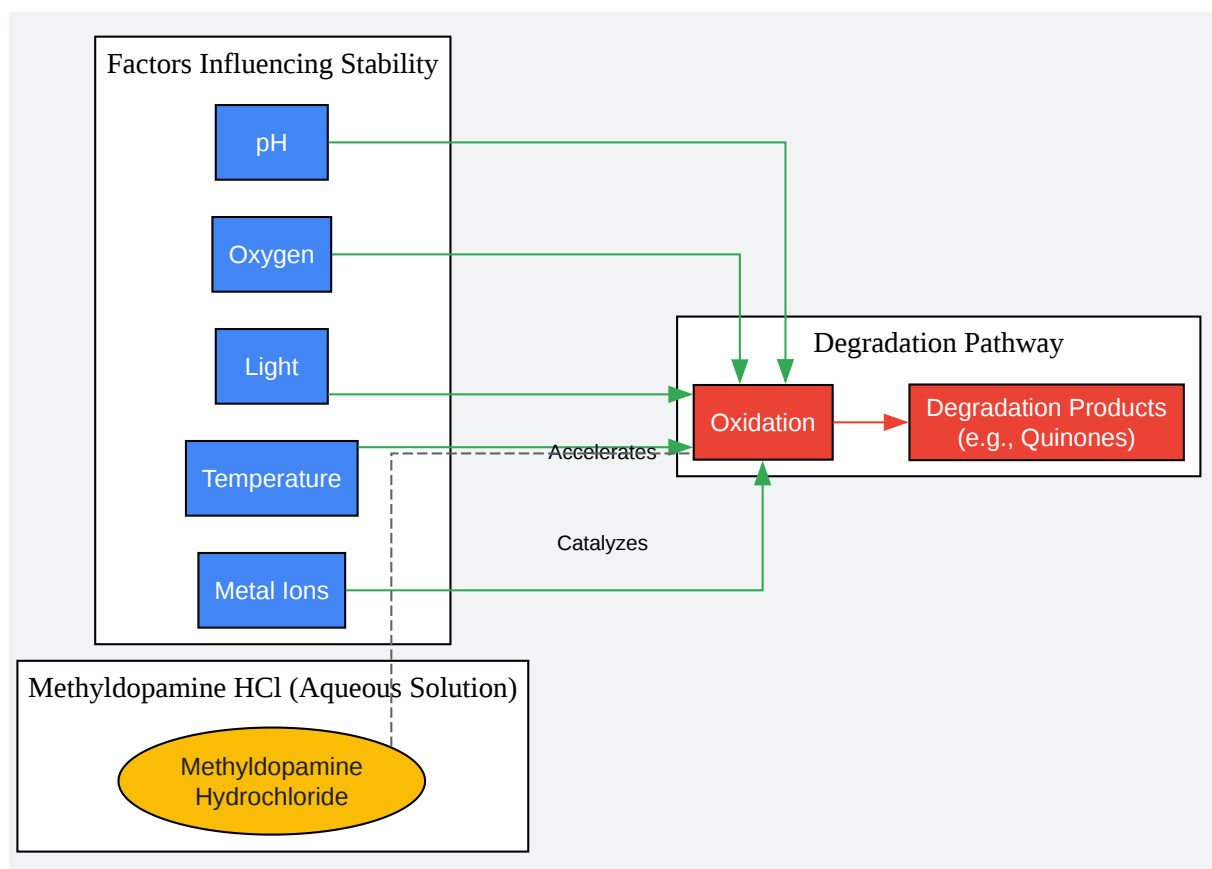 Factors Influencing Stability
pH
Oxygen
Light
Temperature
Metal Ions
Accelerates
Catalyzes
Degradation Pathway
Oxidation
Degradation Products
(e.g., Quinones)
Methyldopamine HCl (Aqueous Solution)
Methyldopamine
Hydrochloride